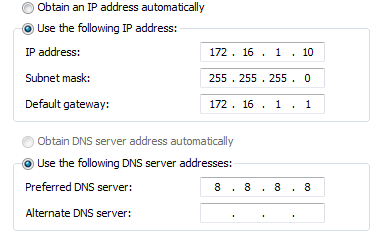 Obtain an IP address automatically
Use the following IP address:
IP address: 172 . 16 . 1 . 10
Subnet mask: 255 . 255 . 255 . 0
Default gateway: 172 . 16 . 1 . 1
Obtain DNS server address automatically
Use the following DNS server addresses:
Preferred DNS server: 8 . 8 . 8 . 8
Alternate DNS server: . . .